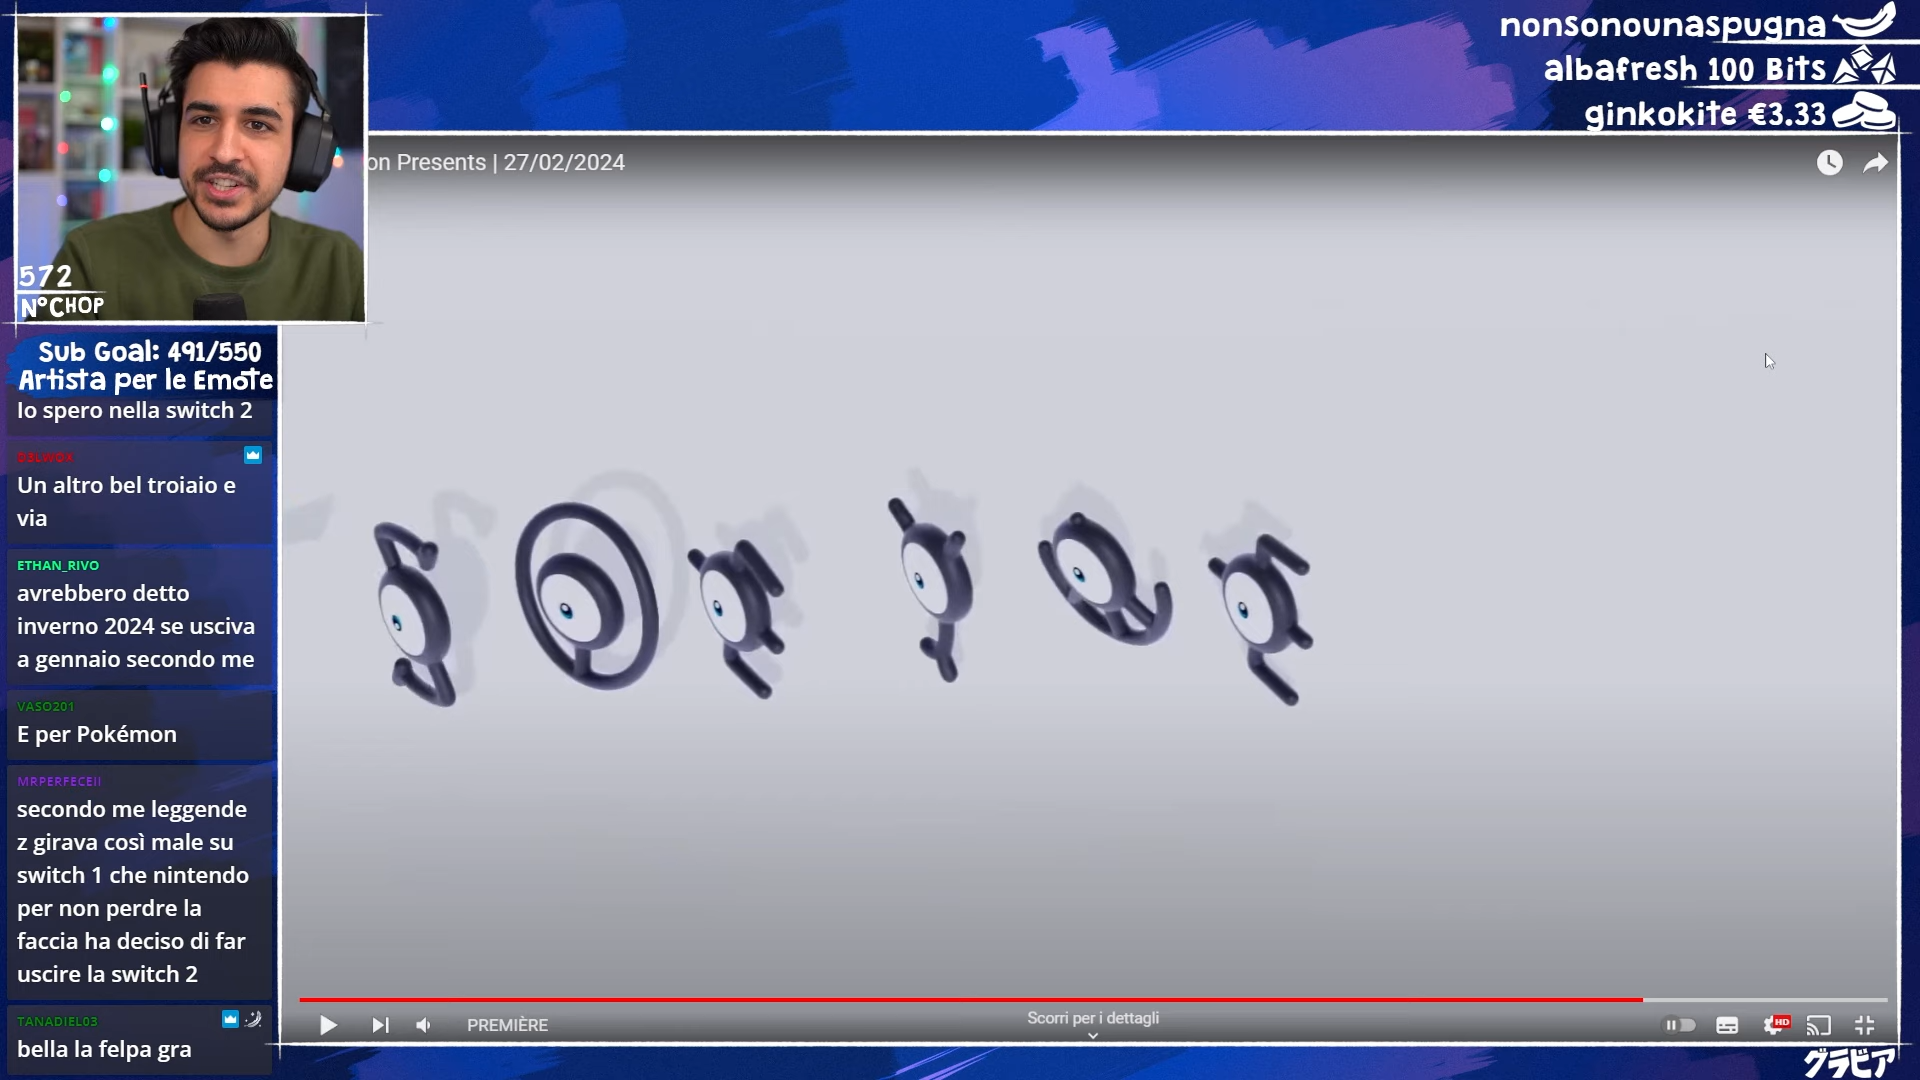 nonsonounaspugna
albafresh 100 Bits
ginkokite €3.33
on Presents | 27/02/2024
572
N°CHOP
Sub Goal: 491/550
Artista per le Emote
lo spero nella switch 2
D3LWOX
Un altro bel troiaio e
via
ETHAN_RIVO
avrebbero detto
inverno 2024 se usciva
a gennaio secondo me
VASO201
E per Pokémon
MRPERFECEII
secondo me leggende
z girava così male su
switch 1 che nintendo
per non perdre la
faccia ha deciso di far
uscire la switch 2
TANADIEL03
bella la felpa gra
PREMIÈRE
Scorri per i dettagli
HD
グラビア